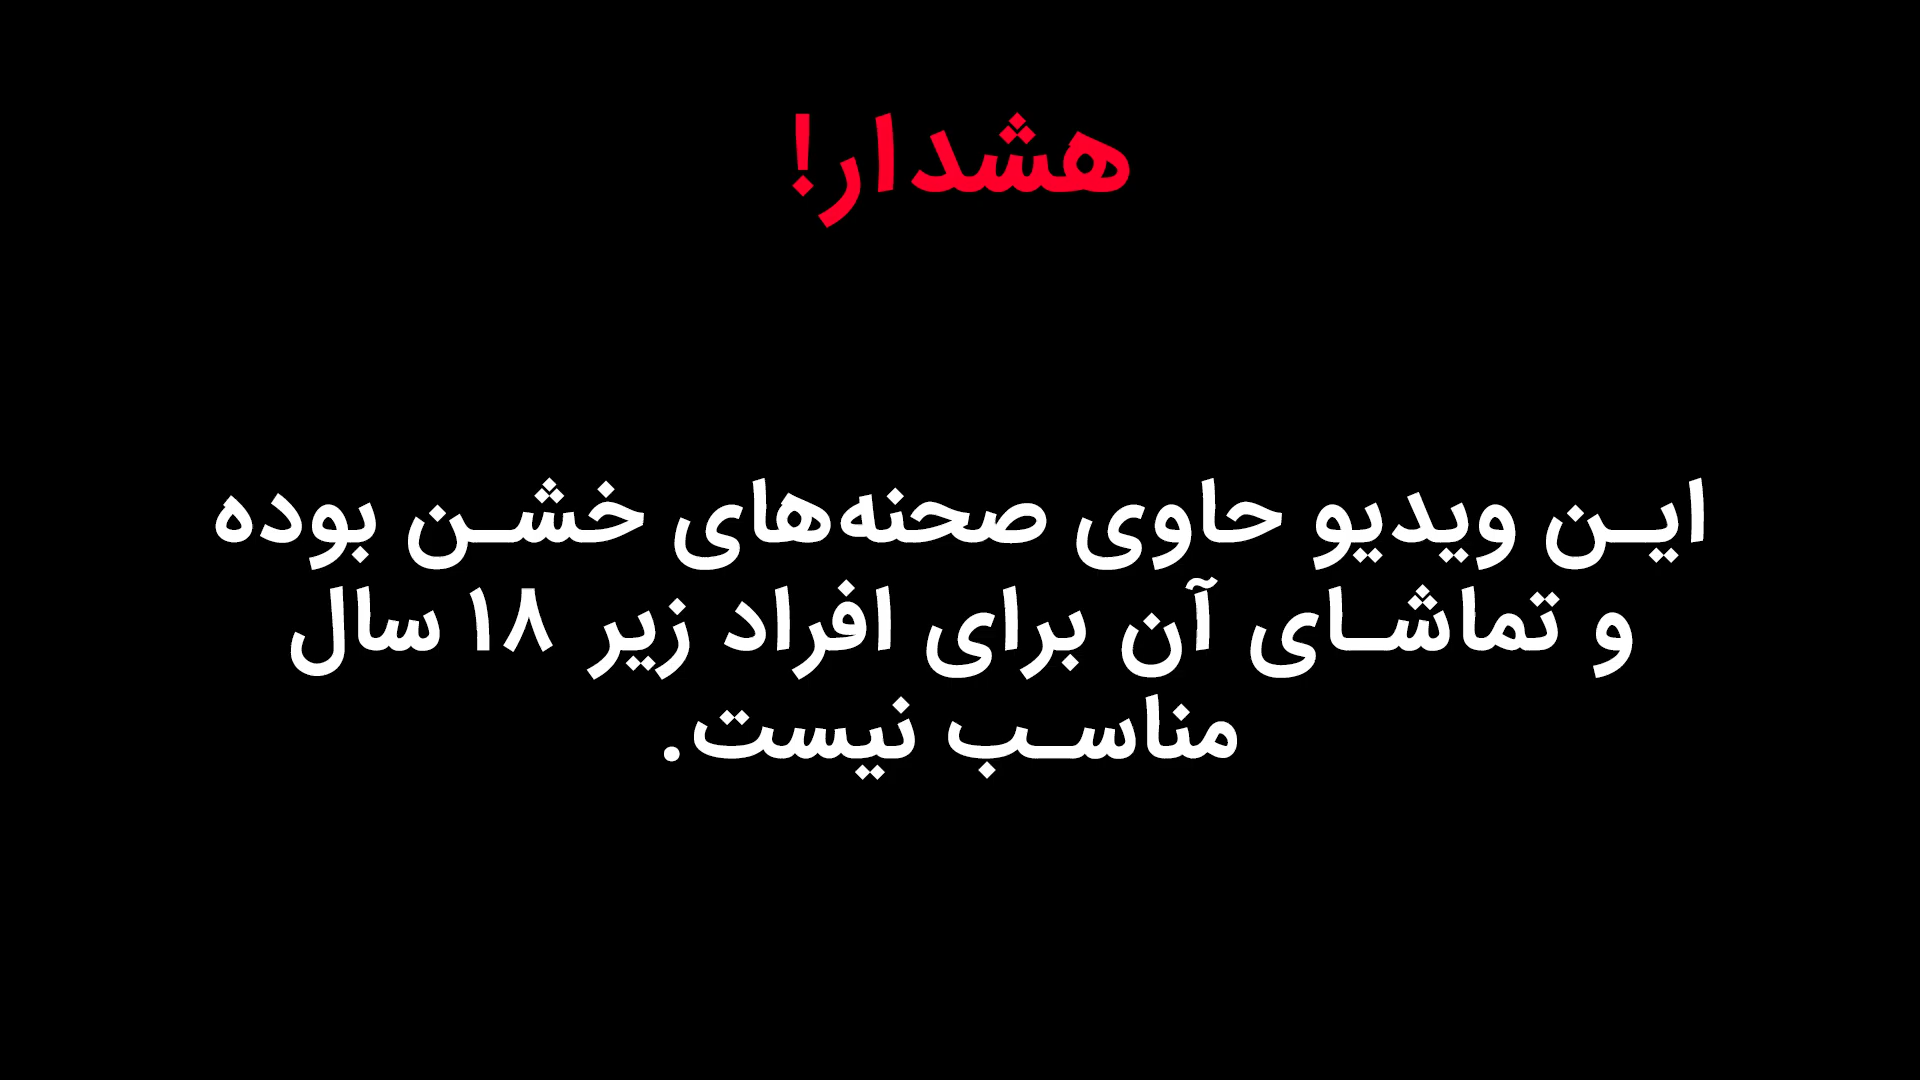 هشدار!
ایـن ویدیو حاوی صحنه‌های خشـن بوده
و تماشـای آن برای افراد زیر ۱۸ سال
مناسـب نیست.